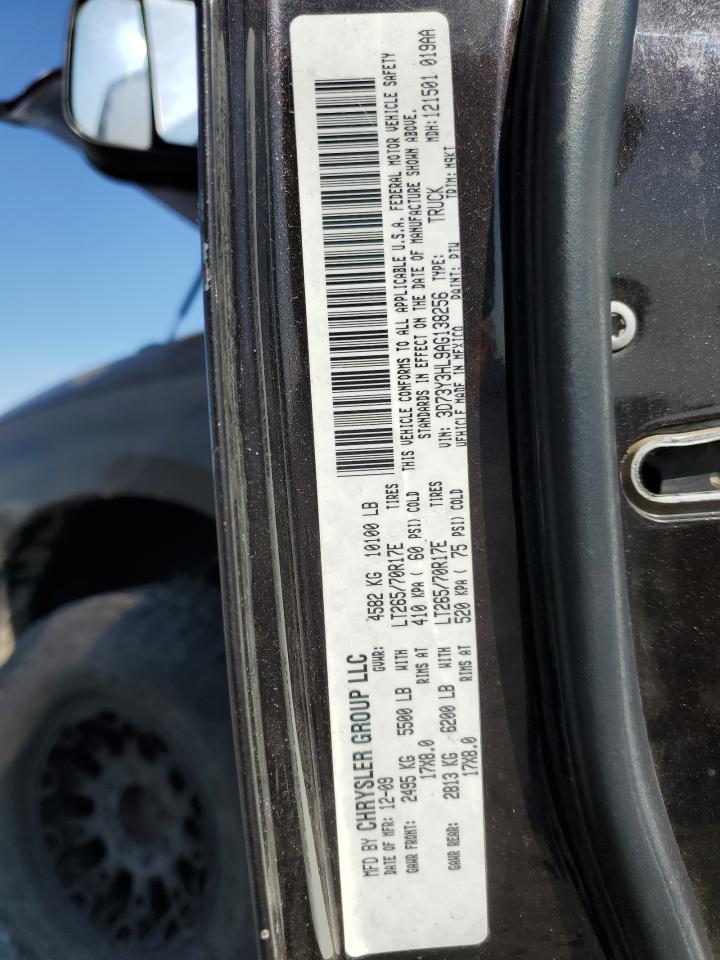 MFD BY CHRYSLER GROUP LLC
DATE OF MFR: 12-09 GVWR: 4582 KG 10100 LB
GAWR FRONT: 2495 KG 5500 LB WITH LT265/70R17E TIRES
17X8.0 RIMS AT 410 KPA ( 60 PSI) COLD
GAWR REAR: 2813 KG 6200 LB WITH LT265/70R17E TIRES
17X8.0 RIMS AT 520 KPA ( 75 PSI) COLD
THIS VEHICLE CONFORMS TO ALL APPLICABLE U.S.A. FEDERAL MOTOR VEHICLE SAFETY
STANDARDS IN EFFECT ON THE DATE OF MANUFACTURE SHOWN ABOVE.
VIN: 3D73Y3HL9AG138256 TYPE: TRUCK MDH: 121501 019AA
VEHICLE MADE IN MEXICO PAINT: PTW TRIM: M9KT